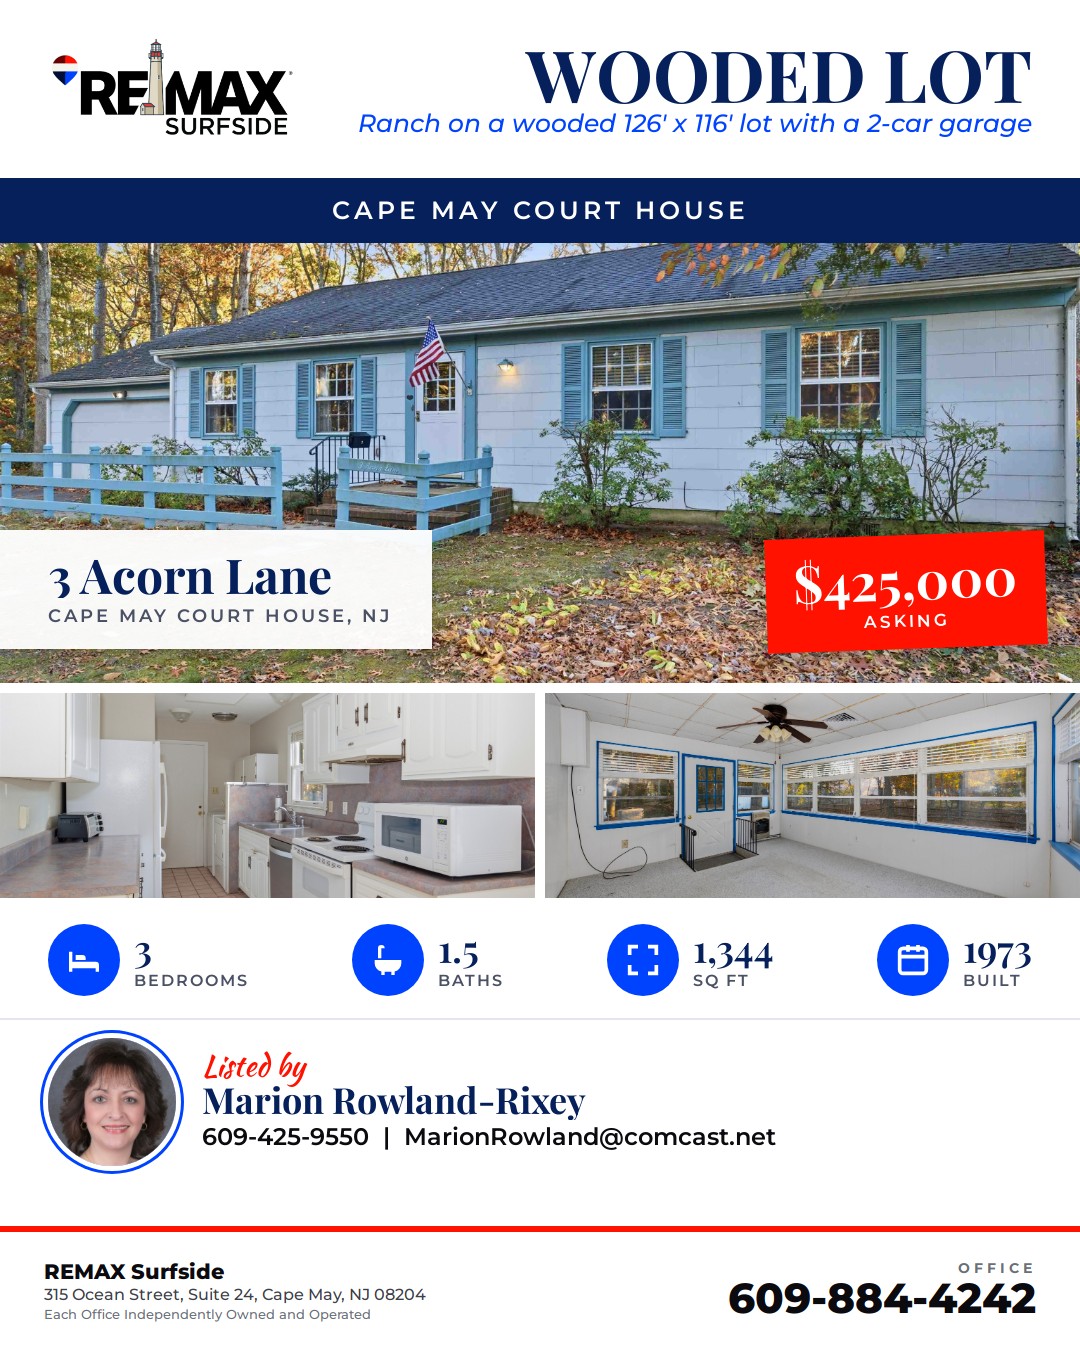 RE/MAX
SURFSIDE
WOODED LOT
Ranch on a wooded 126' x 116' lot with a 2-car garage
CAPE MAY COURT HOUSE
3 Acorn Lane
CAPE MAY COURT HOUSE, NJ
$425,000
ASKING
3
BEDROOMS
1.5
BATHS
1,344
SQ FT
1973
BUILT
Listed by
Marion Rowland-Rixey
609-425-9550 | MarionRowland@comcast.net
REMAX Surfside
315 Ocean Street, Suite 24, Cape May, NJ 08204
Each Office Independently Owned and Operated
OFFICE
609-884-4242